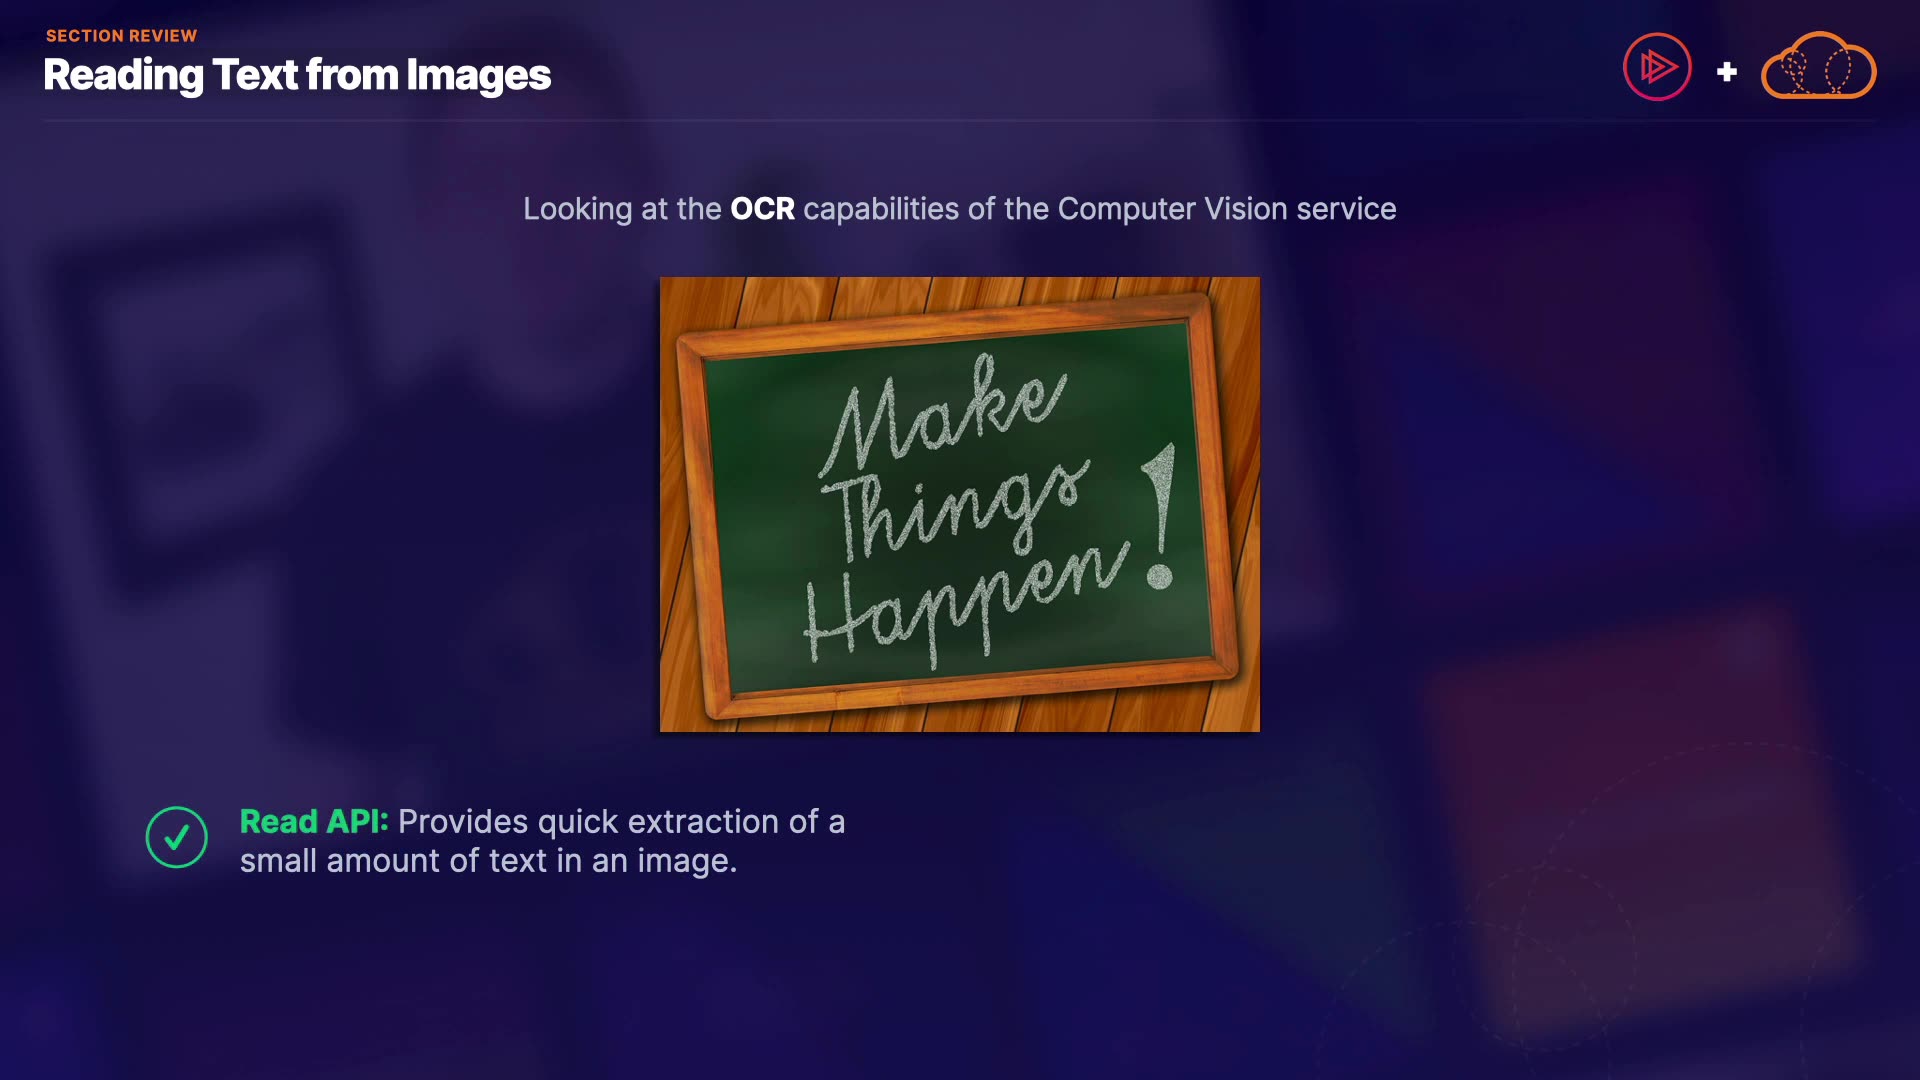 SECTION REVIEW
Reading Text from Images
+
Looking at the OCR capabilities of the Computer Vision service
Make
Things
Happen!
Read API: Provides quick extraction of a
small amount of text in an image.